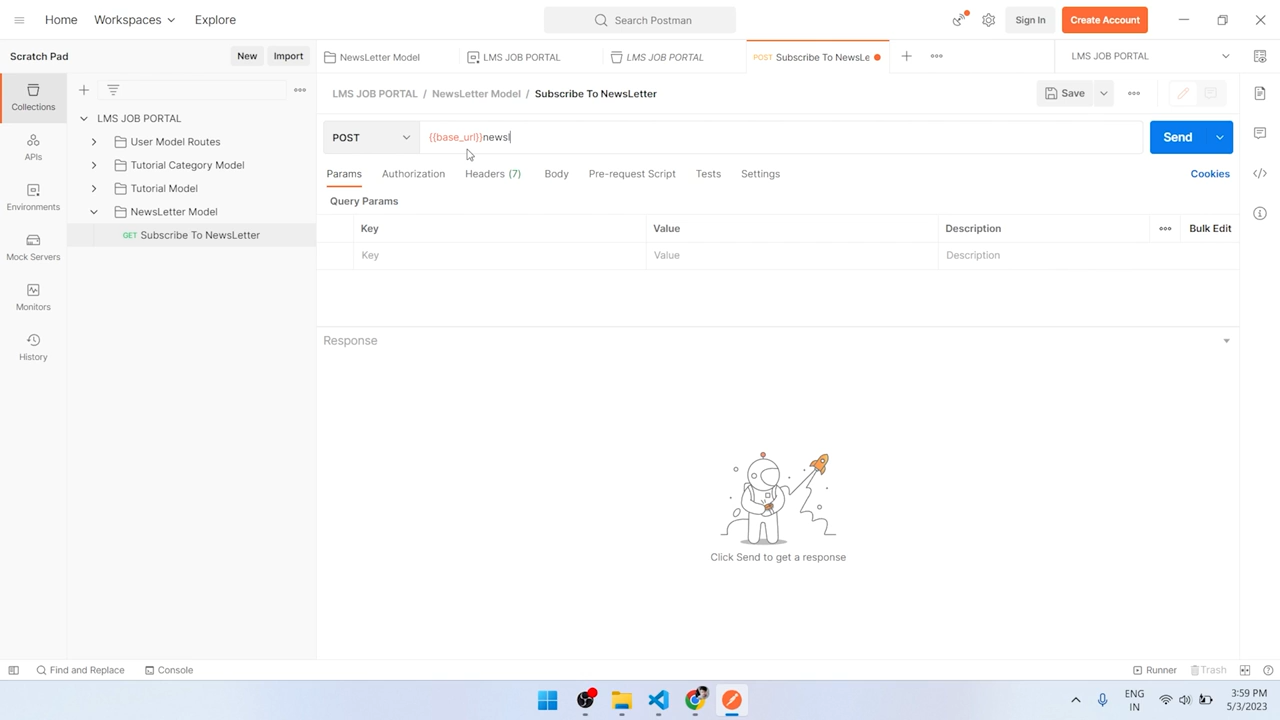 Home Workspaces Explore Search Postman Sign In Create Account
Scratch Pad New Import NewsLetter Model LMS JOB PORTAL LMS JOB PORTAL POST Subscribe To NewsLe LMS JOB PORTAL
Collections
APIs
Environments
Mock Servers
Monitors
History
LMS JOB PORTAL
User Model Routes
Tutorial Category Model
Tutorial Model
NewsLetter Model
GET Subscribe To NewsLetter
LMS JOB PORTAL / NewsLetter Model / Subscribe To NewsLetter Save
POST {{base_url}}newsl Send
Params Authorization Headers (7) Body Pre-request Script Tests Settings Cookies
Query Params
Key Value Description Bulk Edit
Key Value Description
Response
Click Send to get a response
Find and Replace Console Runner Trash
ENG
IN
3:59 PM
5/3/2023